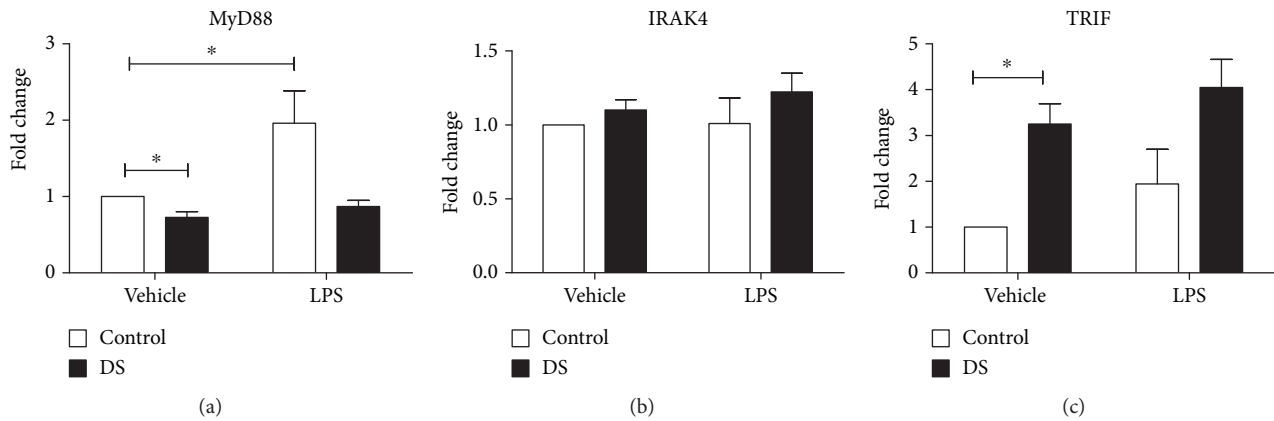 MyD88
Fold change
3
2
1
0
*
*
Vehicle
LPS
Control
DS
(a)
IRAK4
Fold change
1.5
1.0
0.5
0.0
Vehicle
LPS
Control
DS
(b)
TRIF
Fold change
5
4
3
2
1
0
*
Vehicle
LPS
Control
DS
(c)